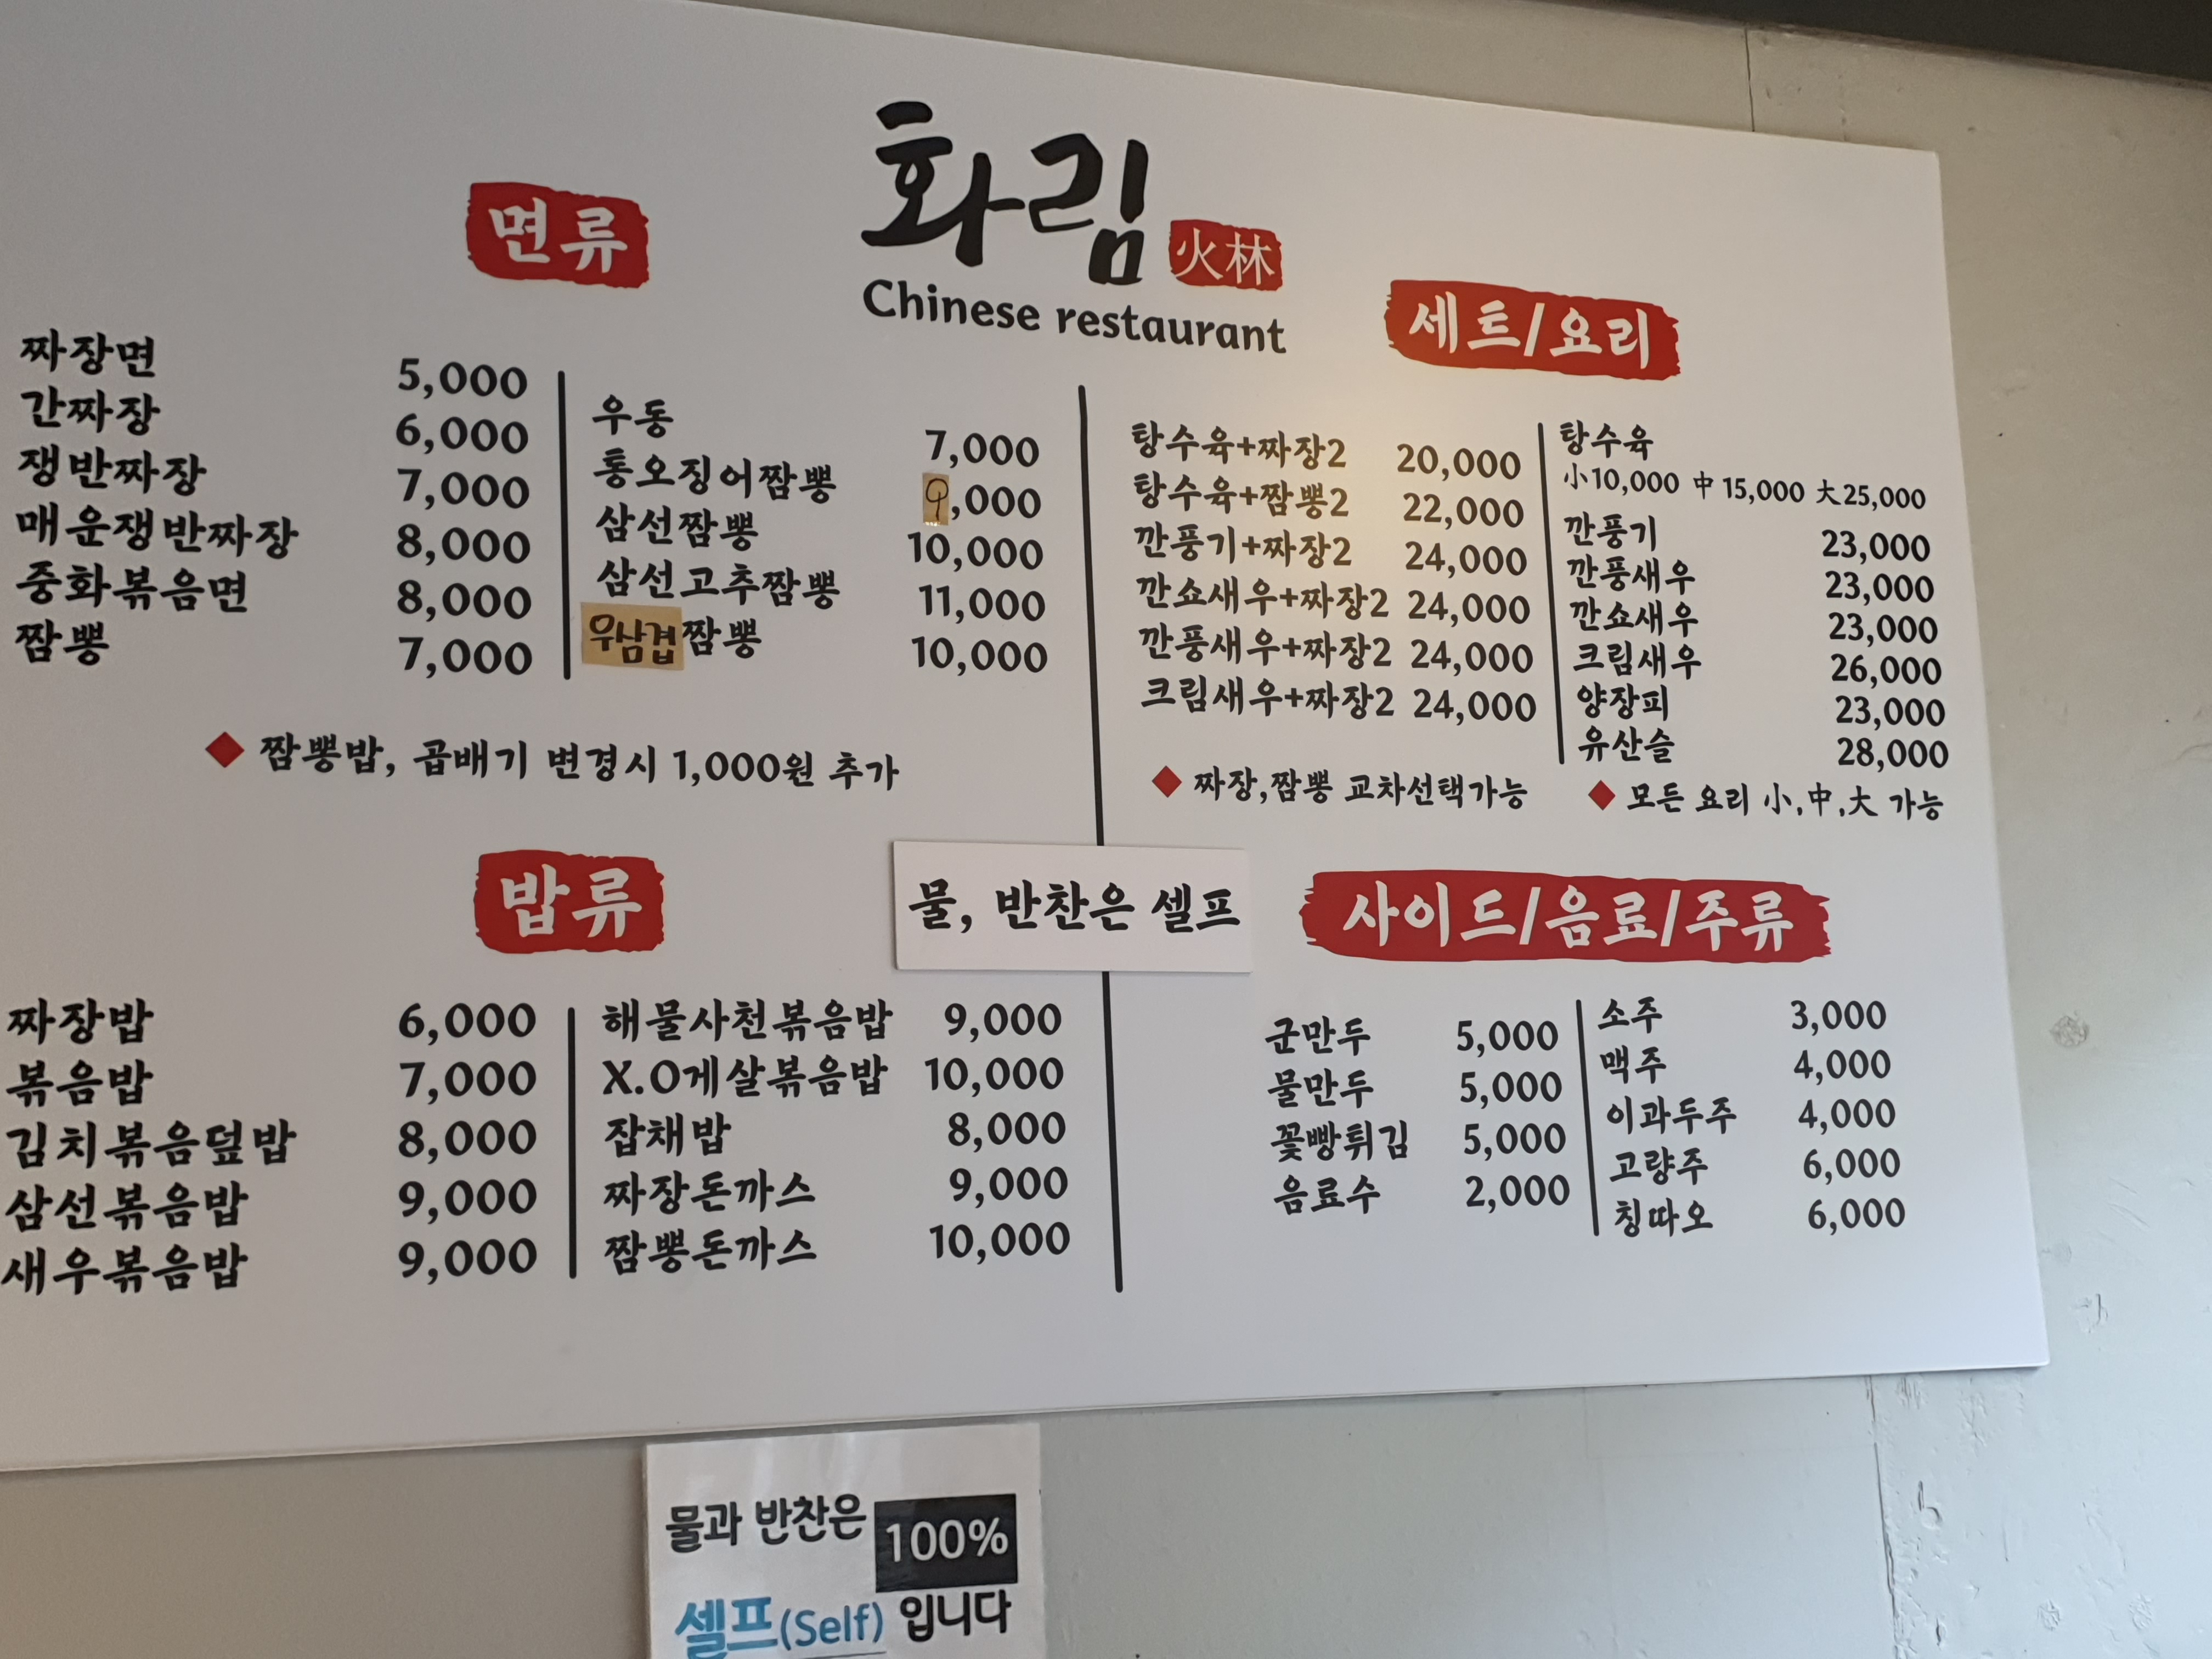 화림 火林
Chinese restaurant
면류
짜장면 5,000
간짜장 6,000
쟁반짜장 7,000
매운쟁반짜장 8,000
중화볶음면 8,000
짬뽕 7,000
우동 7,000
통오징어짬뽕 9,000
삼선짬뽕 10,000
삼선고추짬뽕 11,000
우삼겹짬뽕 10,000
◆ 짬뽕밥, 곱배기 변경시 1,000원 추가
세트/요리
탕수육+짜장2 20,000
탕수육+짬뽕2 22,000
깐풍기+짜장2 24,000
깐쇼새우+짜장2 24,000
깐풍새우+짜장2 24,000
크림새우+짜장2 24,000
◆ 짜장,짬뽕 교차선택가능
탕수육
小10,000 中15,000 大25,000
깐풍기 23,000
깐풍새우 23,000
깐쇼새우 23,000
크림새우 26,000
양장피 23,000
유산슬 28,000
◆ 모든 요리 小,中,大 가능
밥류
짜장밥 6,000
볶음밥 7,000
김치볶음덮밥 8,000
삼선볶음밥 9,000
새우볶음밥 9,000
해물사천볶음밥 9,000
X.O게살볶음밥 10,000
잡채밥 8,000
짜장돈까스 9,000
짬뽕돈까스 10,000
물, 반찬은 셀프
사이드/음료/주류
군만두 5,000
물만두 5,000
꽃빵튀김 5,000
음료수 2,000
소주 3,000
맥주 4,000
이과두주 4,000
고량주 6,000
칭따오 6,000
물과 반찬은 100%
셀프(Self) 입니다